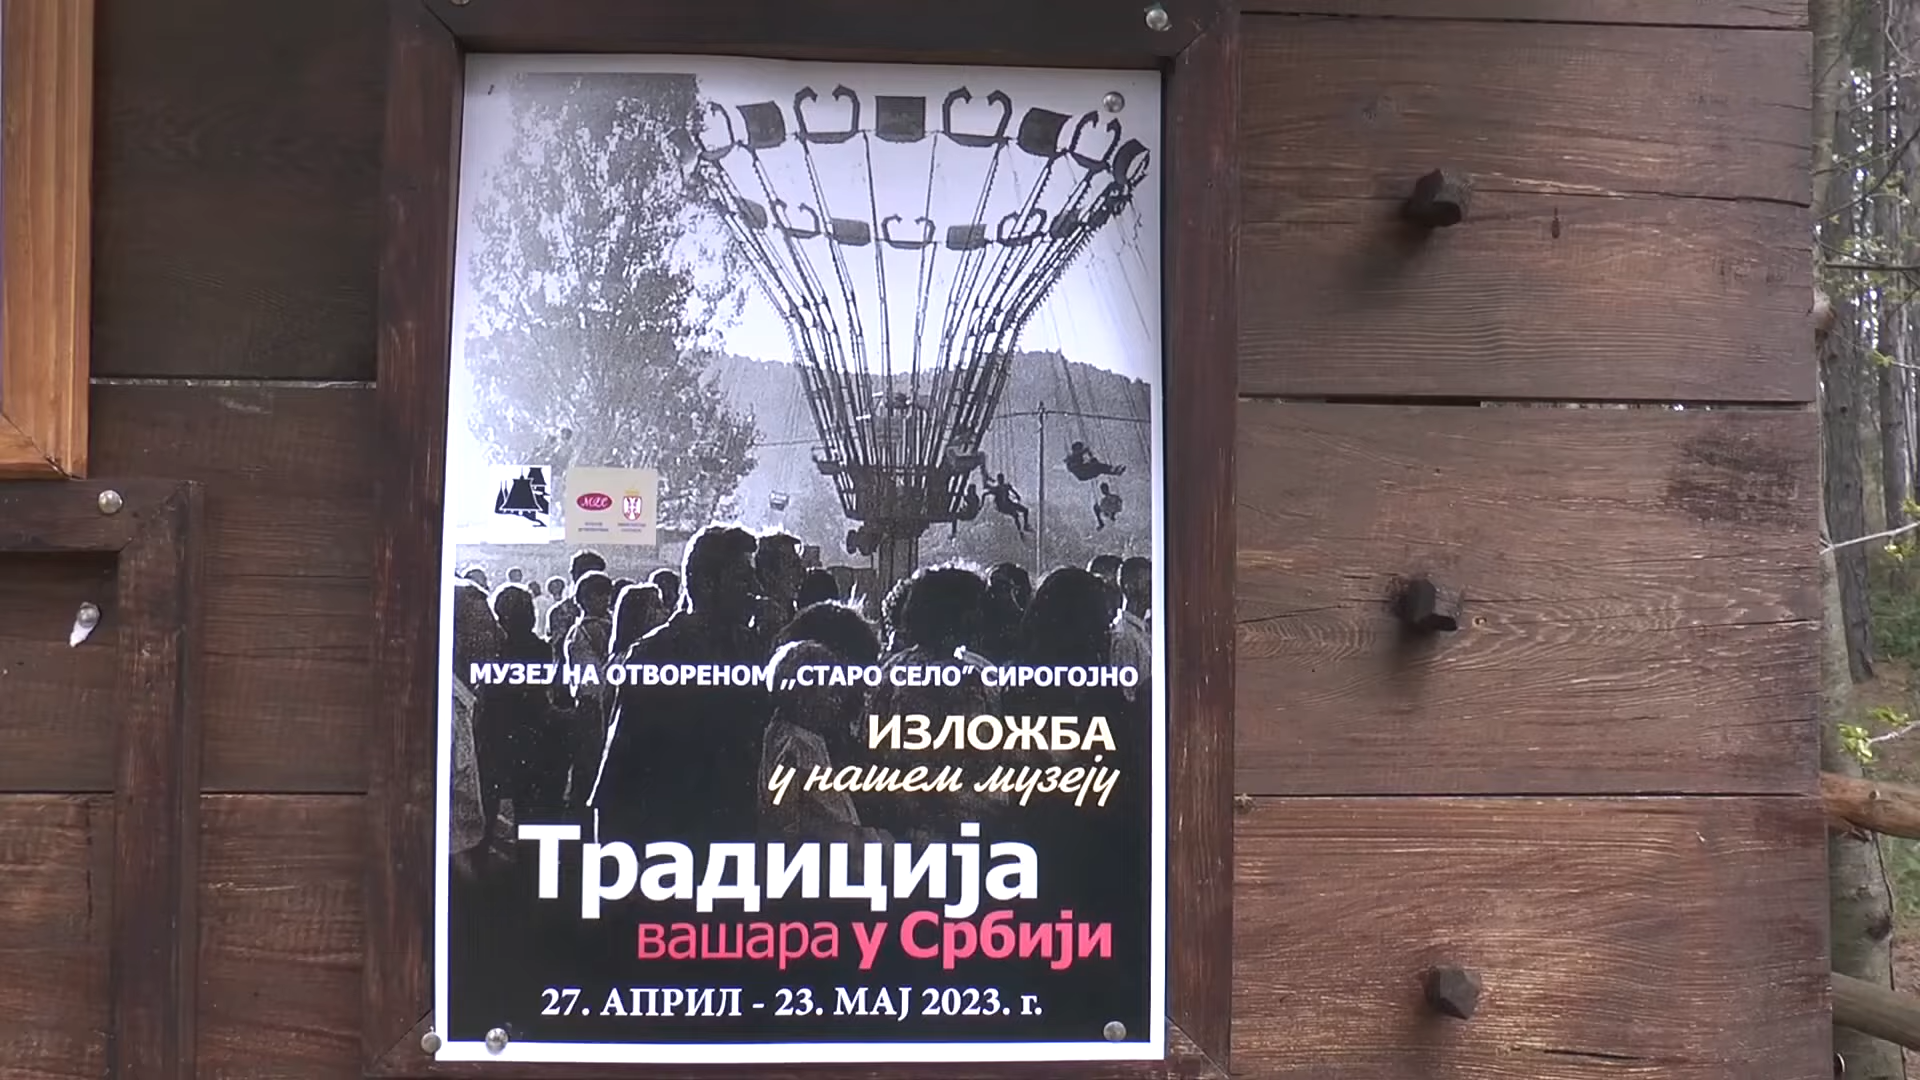 МУЗЕЈ НА ОТВОРЕНОМ ,,СТАРО СЕЛО" СИРОГОЈНО
ИЗЛОЖБА
у нашем музеју
Традиција
вашара у Србији
27. АПРИЛ - 23. МАЈ 2023. г.